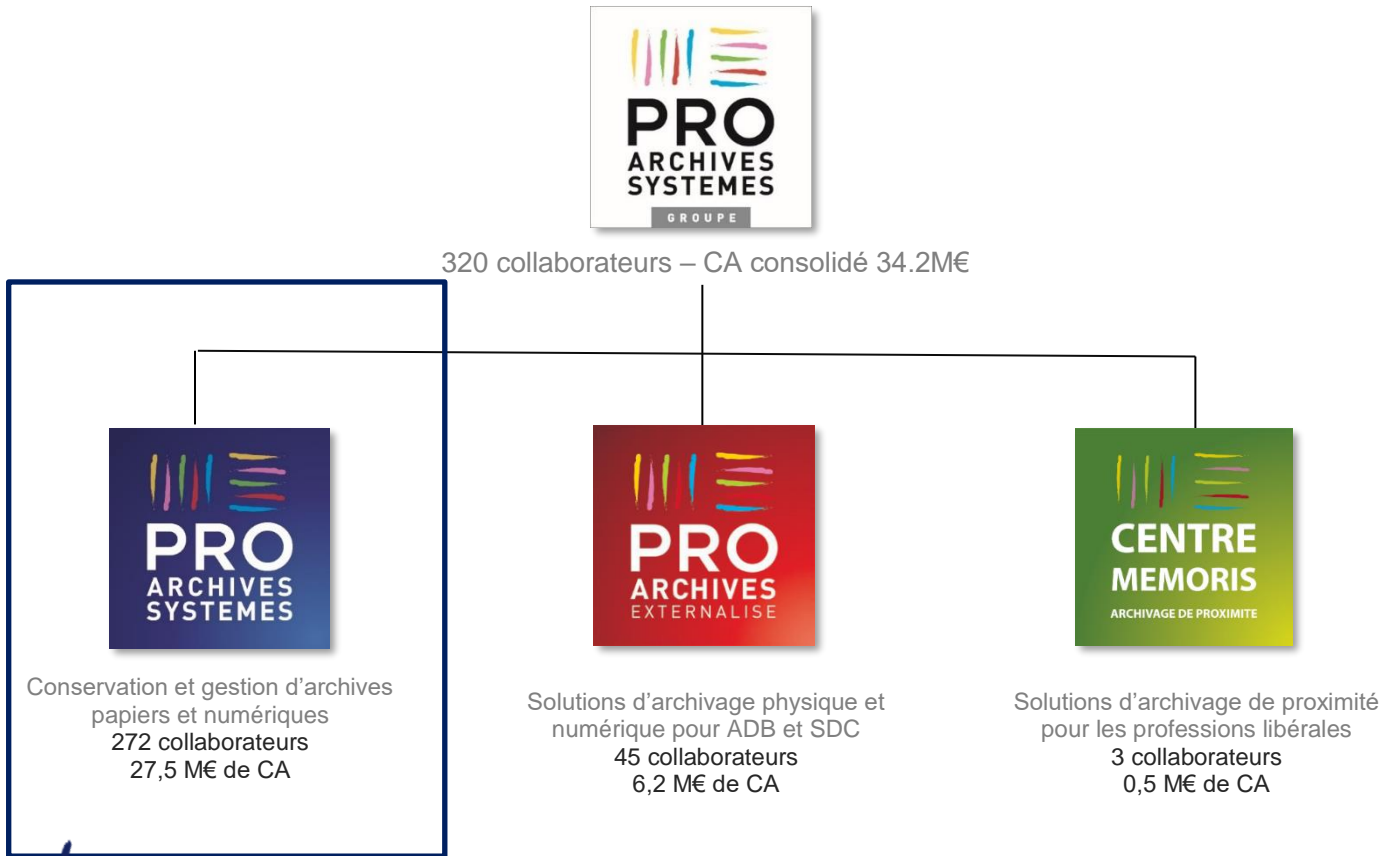 PRO
ARCHIVES
SYSTEMES
GROUPE
320 collaborateurs – CA consolidé 34.2M€
PRO
ARCHIVES
SYSTEMES
Conservation et gestion d’archives
papiers et numériques
272 collaborateurs
27,5 M€ de CA
PRO
ARCHIVES
EXTERNALISE
Solutions d’archivage physique et
numérique pour ADB et SDC
45 collaborateurs
6,2 M€ de CA
CENTRE
MEMORIS
ARCHIVAGE DE PROXIMITE
Solutions d’archivage de proximité
pour les professions libérales
3 collaborateurs
0,5 M€ de CA